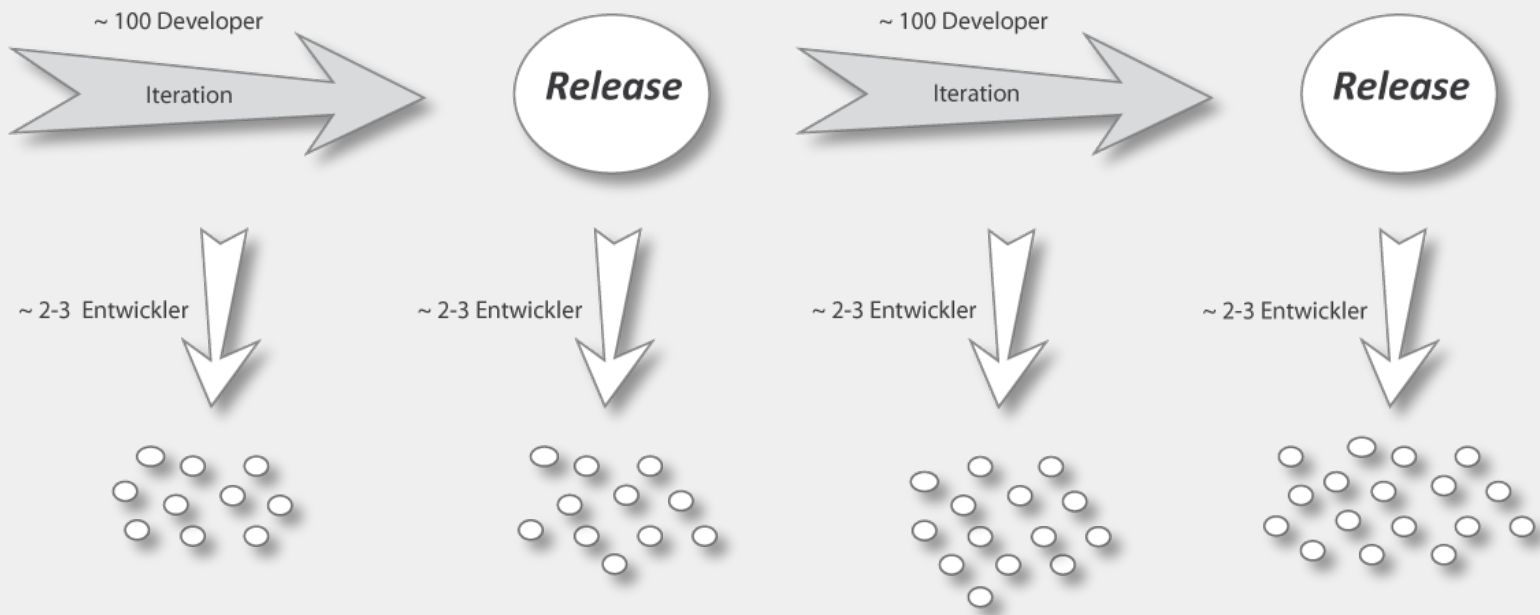 ~ 100 Developer
Iteration
Release
~ 100 Developer
Iteration
Release
~ 2-3 Entwickler
~ 2-3 Entwickler
~ 2-3 Entwickler
~ 2-3 Entwickler